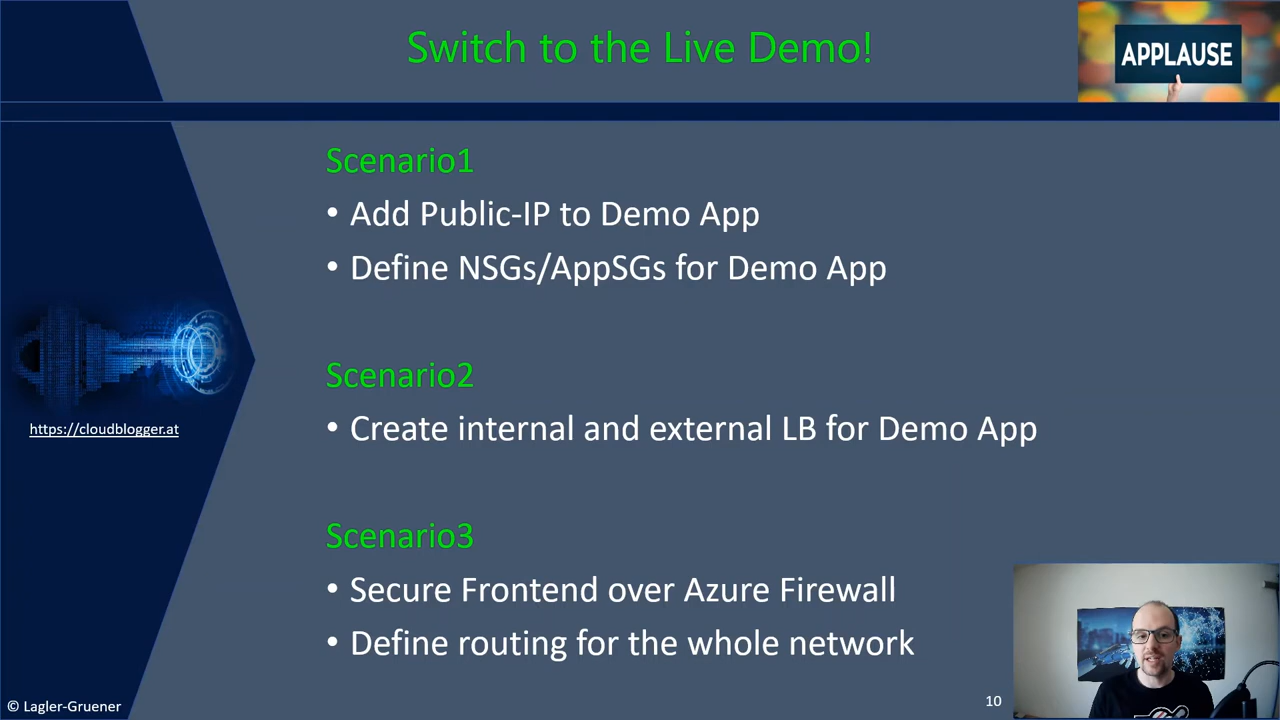 Switch to the Live Demo!
APPLAUSE
Scenario1
• Add Public-IP to Demo App
• Define NSGs/AppSGs for Demo App
Scenario2
• Create internal and external LB for Demo App
https://cloudblogger.at
Scenario3
• Secure Frontend over Azure Firewall
• Define routing for the whole network
© Lagler-Gruener
10